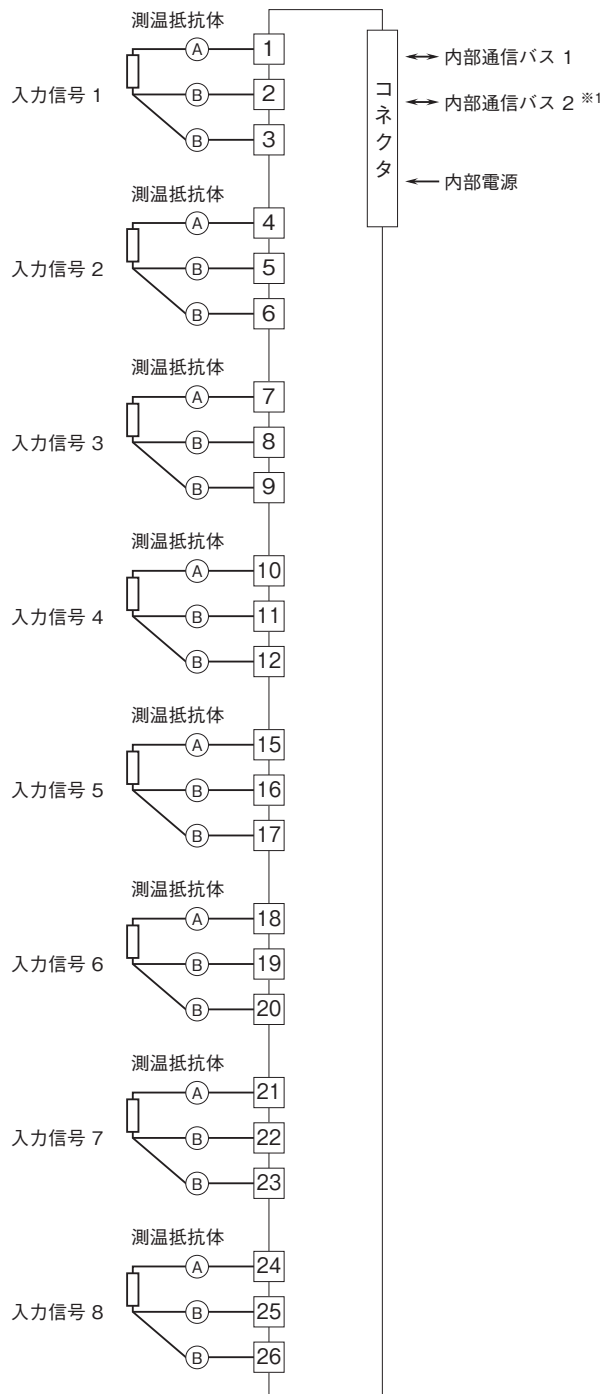 測温抵抗体
入力信号 1
A 1
B 2
B 3
測温抵抗体
入力信号 2
A 4
B 5
B 6
測温抵抗体
入力信号 3
A 7
B 8
B 9
測温抵抗体
入力信号 4
A 10
B 11
B 12
測温抵抗体
入力信号 5
A 15
B 16
B 17
測温抵抗体
入力信号 6
A 18
B 19
B 20
測温抵抗体
入力信号 7
A 21
B 22
B 23
測温抵抗体
入力信号 8
A 24
B 25
B 26
コネクタ
内部通信バス 1
内部通信バス 2 ※1
内部電源